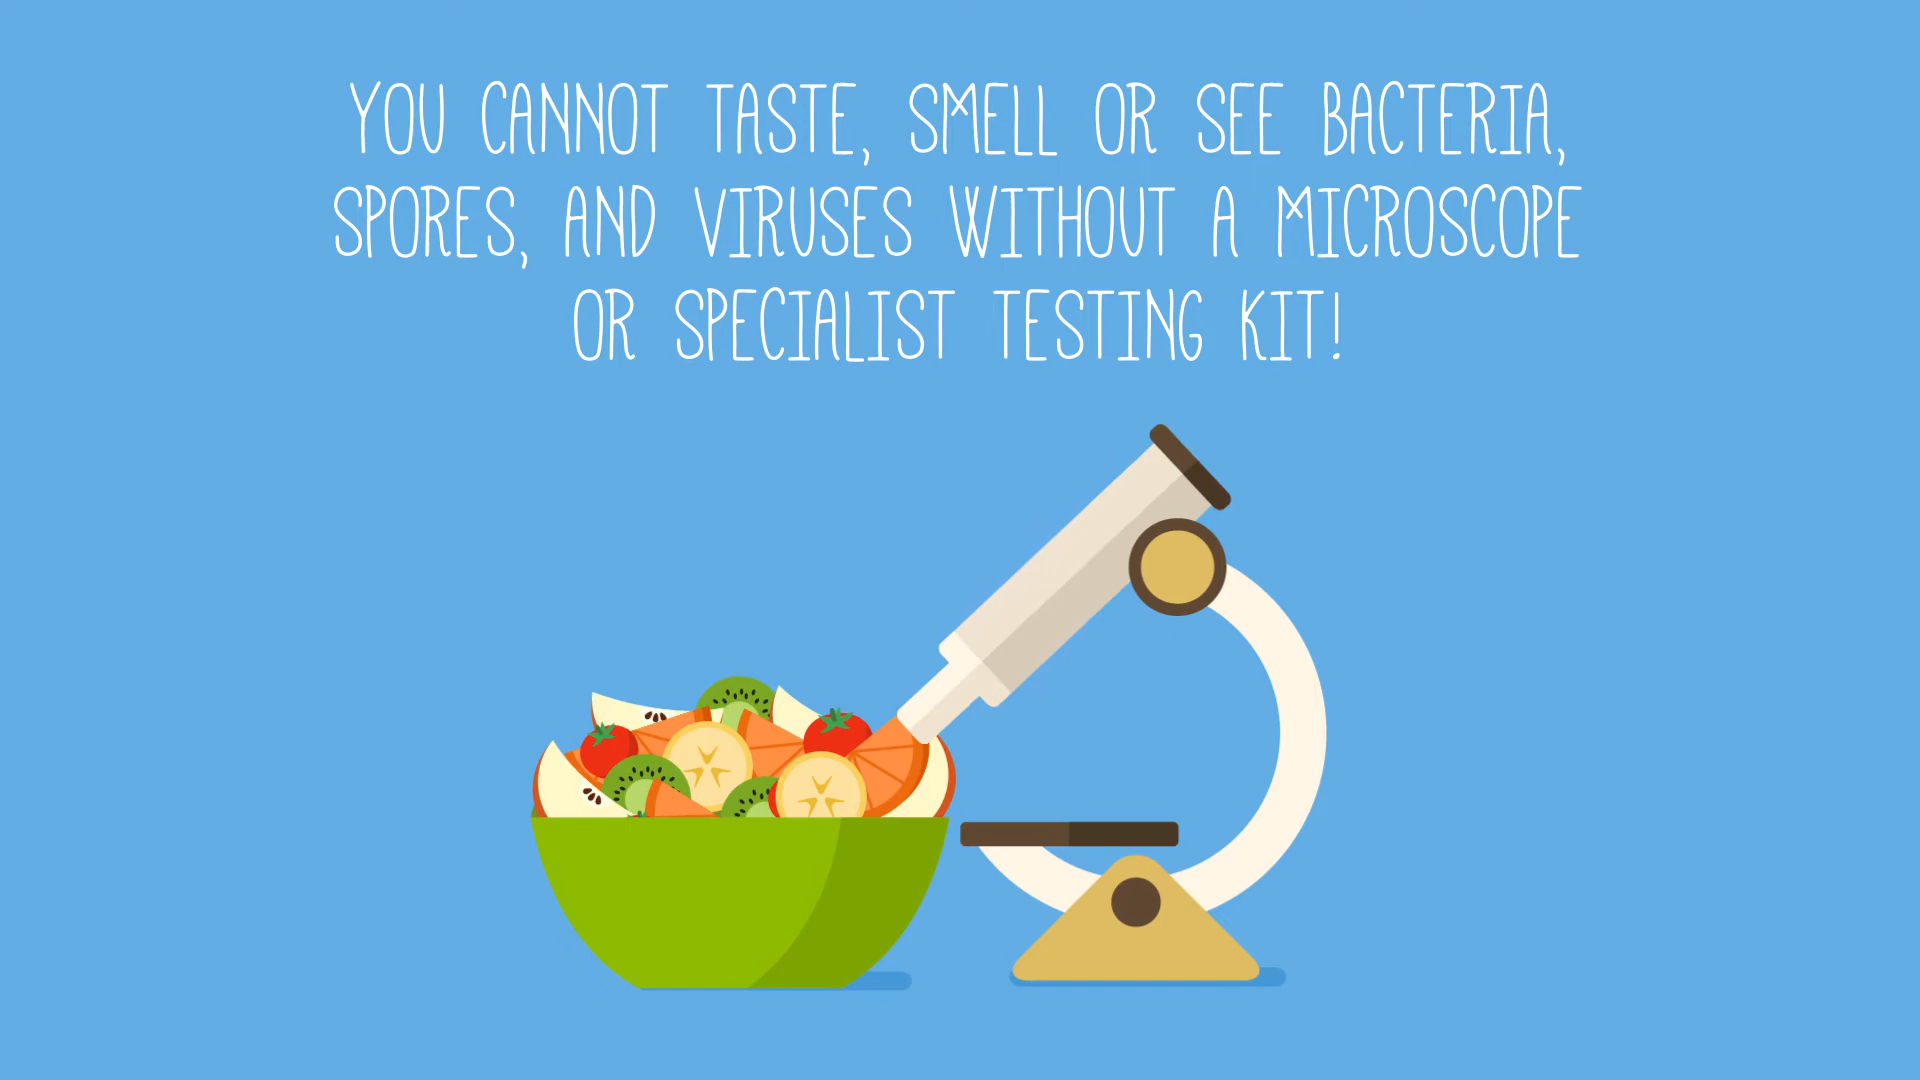 YOU CANNOT TASTE, SMELL OR SEE BACTERIA,
SPORES, AND VIRUSES WITHOUT A MICROSCOPE
OR SPECIALIST TESTING KIT!